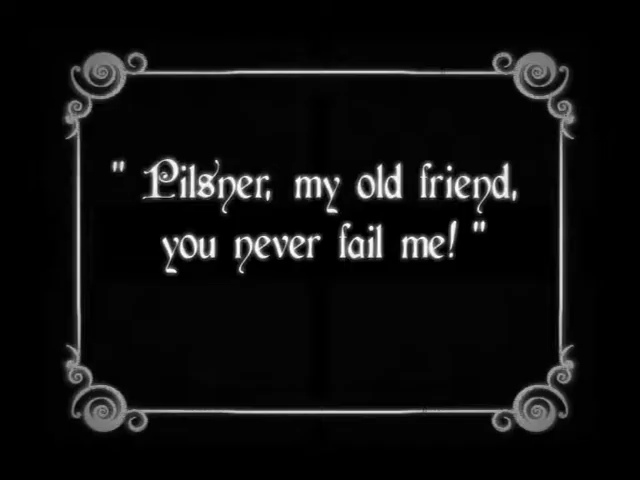 " Pilsner, my old friend,
you never fail me! "